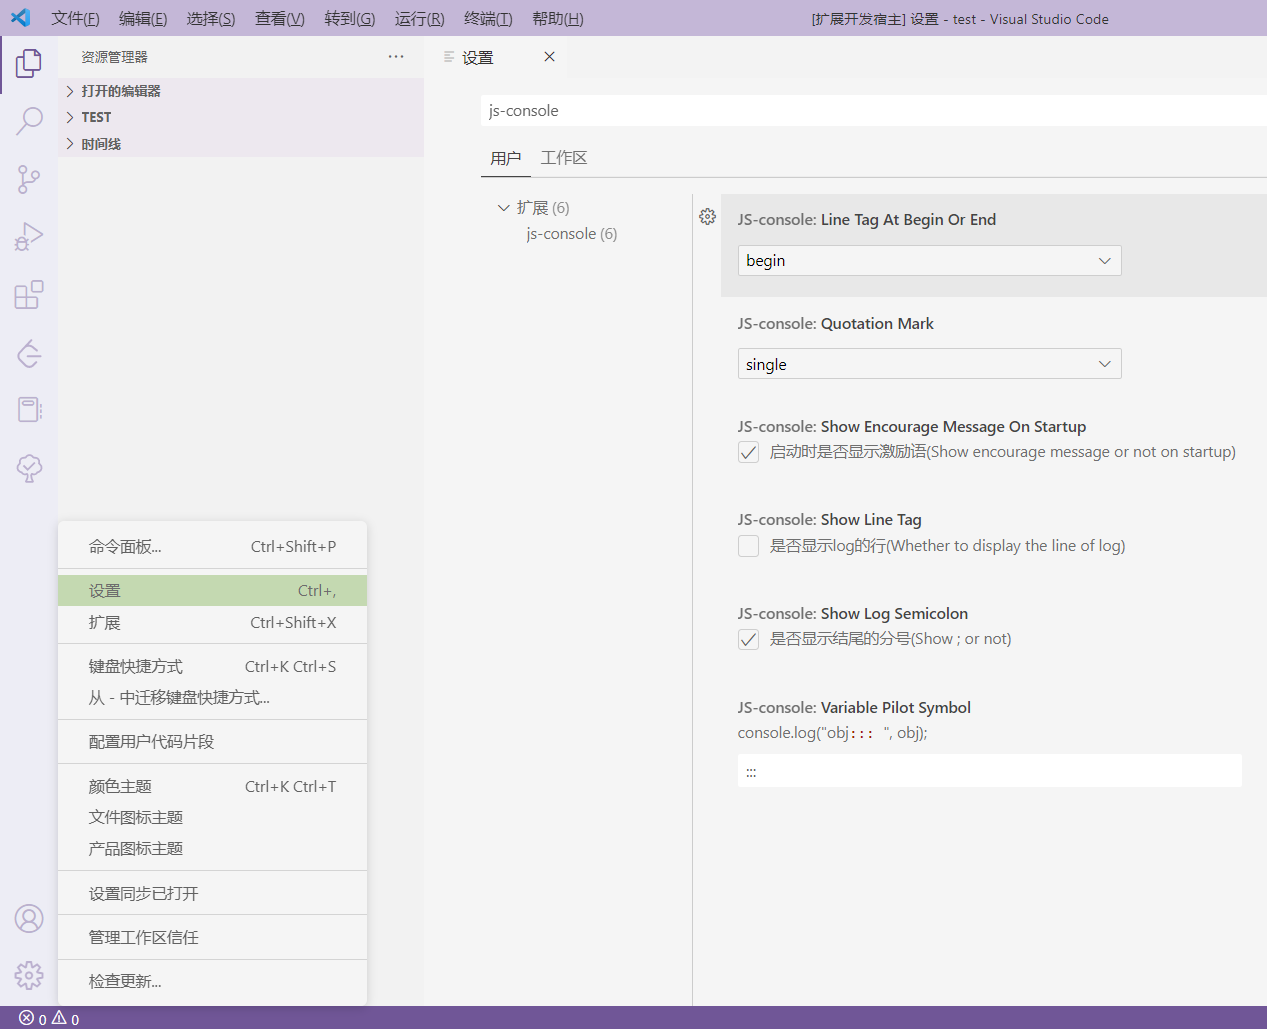 文件(F) 编辑(E) 选择(S) 查看(V) 转到(G) 运行(R) 终端(T) 帮助(H) [扩展开发宿主] 设置 - test - Visual Studio Code
资源管理器 ···
设置
打开的编辑器
TEST
时间线
js-console
用户 工作区
扩展 (6)
js-console (6)
JS-console: Line Tag At Begin Or End
begin
JS-console: Quotation Mark
single
JS-console: Show Encourage Message On Startup
启动时是否显示激励语(Show encourage message or not on startup)
JS-console: Show Line Tag
是否显示log的行(Whether to display the line of log)
JS-console: Show Log Semicolon
是否显示结尾的分号(Show ; or not)
JS-console: Variable Pilot Symbol
console.log("obj::: ", obj);
:::
命令面板... Ctrl+Shift+P
设置 Ctrl+,
扩展 Ctrl+Shift+X
键盘快捷方式 Ctrl+K Ctrl+S
从 - 中迁移键盘快捷方式...
配置用户代码片段
颜色主题 Ctrl+K Ctrl+T
文件图标主题
产品图标主题
设置同步已打开
管理工作区信任
检查更新...
0 0